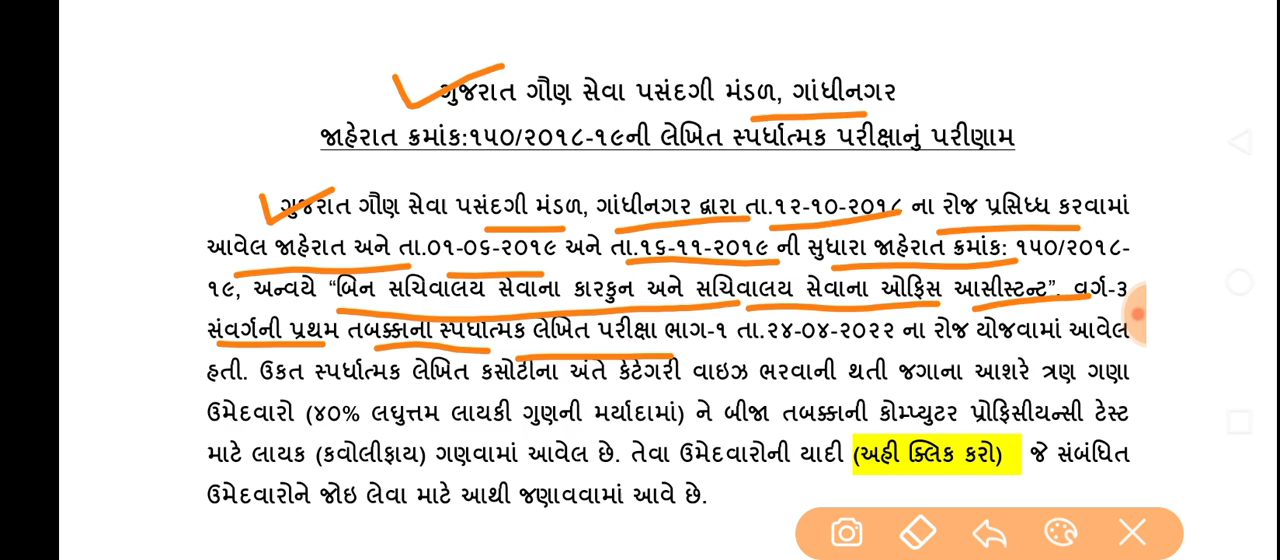 ગુજરાત ગૌણ સેવા પસંદગી મંડળ, ગાંધીનગર
જાહેરાત ક્રમાંક:૧૫૦/૨૦૧૮-૧૯ની લેખિત સ્પર્ધાત્મક પરીક્ષાનું પરીણામ
ગુજરાત ગૌણ સેવા પસંદગી મંડળ, ગાંધીનગર દ્વારા તા.૧૨-૧૦-૨૦૧૮ ના રોજ પ્રસિધ્ધ કરવામાં
આવેલ જાહેરાત અને તા.૦૧-૦૬-૨૦૧૯ અને તા.૧૬-૧૧-૨૦૧૯ ની સુધારા જાહેરાત ક્રમાંક: ૧૫૦/૨૦૧૮-
૧૯, અન્વયે “બિન સચિવાલય સેવાના કારકુન અને સચિવાલય સેવાના ઓફિસ આસીસ્ટન્ટ”, વર્ગ-૩
સંવર્ગની પ્રથમ તબક્કાની સ્પર્ધાત્મક લેખિત પરીક્ષા ભાગ-૧ તા.૨૪-૦૪-૨૦૨૨ ના રોજ યોજવામાં આવેલ
હતી. ઉકત સ્પર્ધાત્મક લેખિત કસોટીના અંતે કેટેગરી વાઇઝ ભરવાની થતી જગાના આશરે ત્રણ ગણા
ઉમેદવારો (૪૦% લઘુત્તમ લાયકી ગુણની મર્યાદામાં) ને બીજા તબક્કાની કોમ્પ્યુટર પ્રોફિસીયન્સી ટેસ્ટ
માટે લાયક (કવોલીફાય) ગણવામાં આવેલ છે. તેવા ઉમેદવારોની યાદી (અહી ક્લિક કરો) જે સંબંધિત
ઉમેદવારોને જોઇ લેવા માટે આથી જણાવવામાં આવે છે.